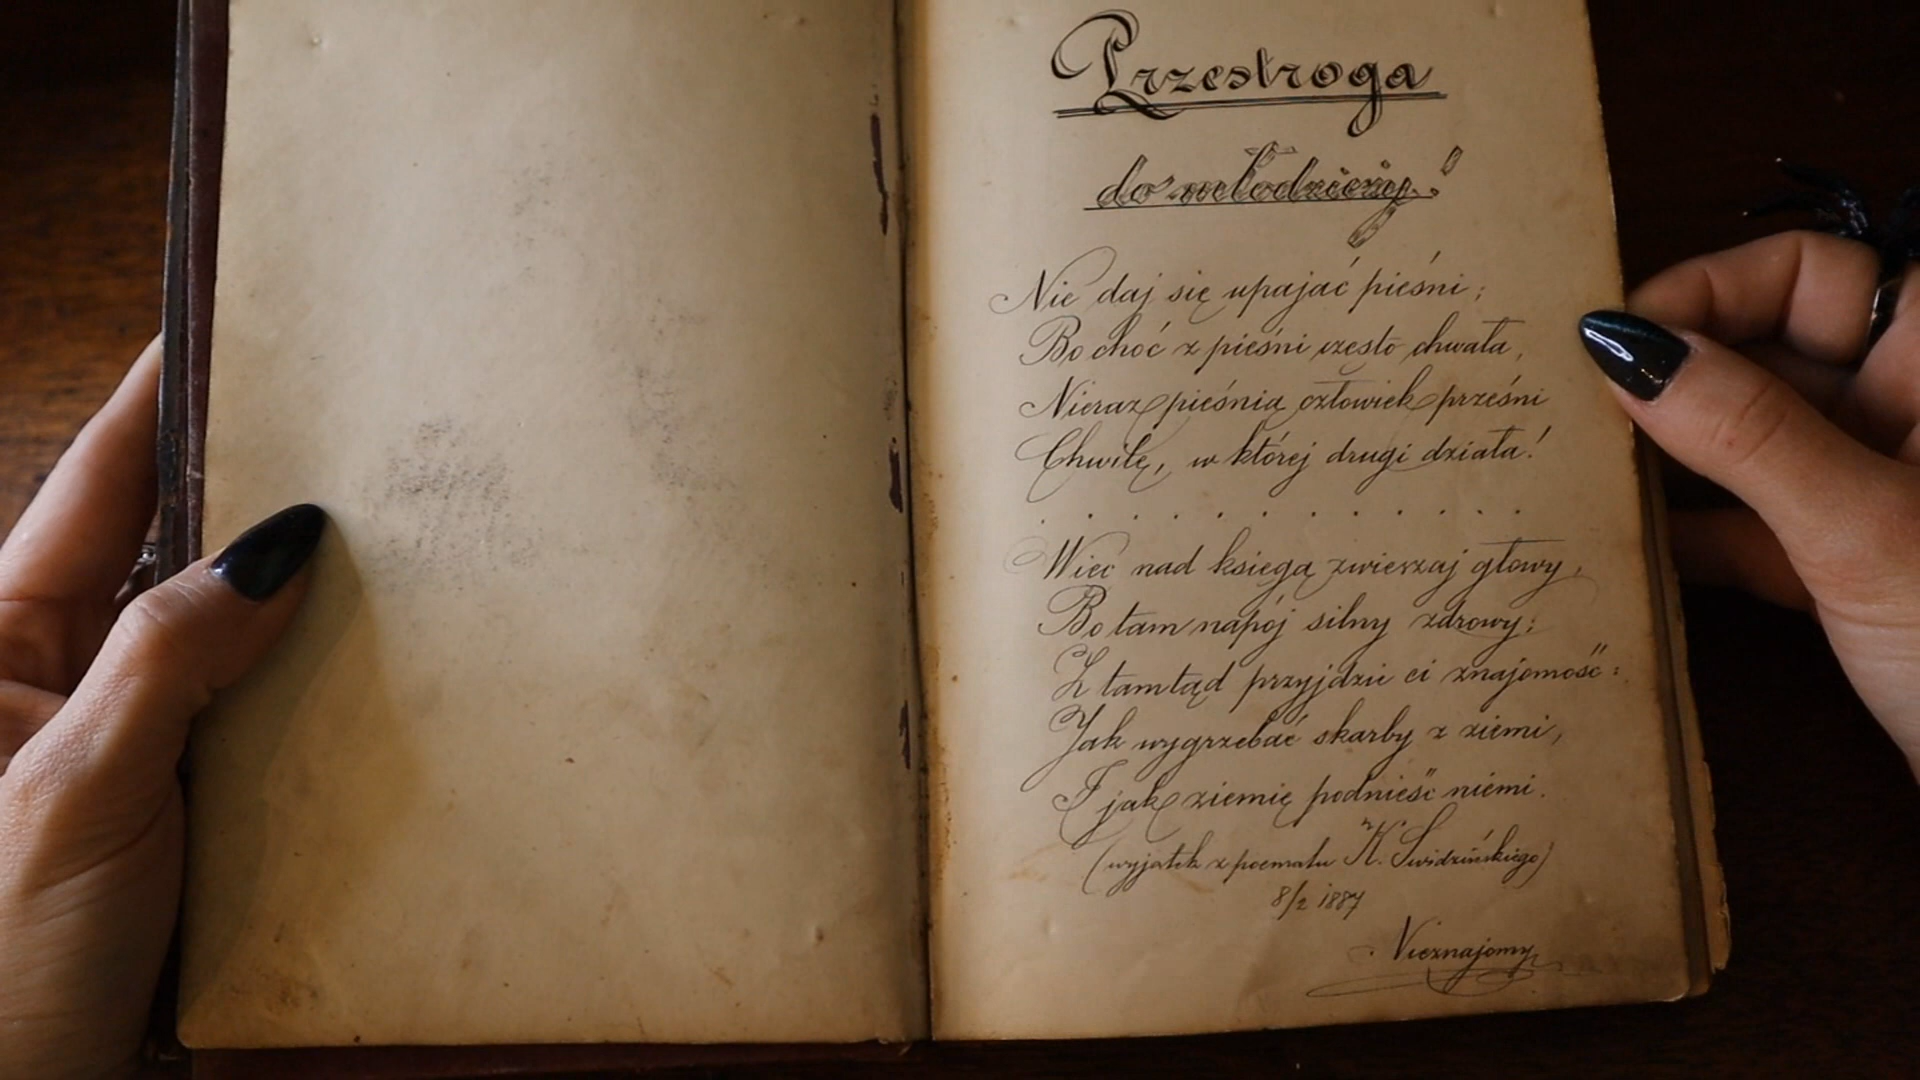 Przestroga
do młodzieży!
Nie daj się upajać pieśni;
Bo choć z pieśni często chwała,
Nieraz pieśnią człowiek prześni
Chwilę, w której drugi działa!
. . . . . . . . . . . . . .
Więc nad księgą zwieszaj głowy,
Bo tam napój silny zdrowy;
Z tamtąd przyjdzie ci znajomość:
Jak wygrzebać skarby z ziemi,
I jak ziemię podnieść niemi.
(wyjątek z poematu K. Świdzińskiego)
8/2 1887
Nieznajomy